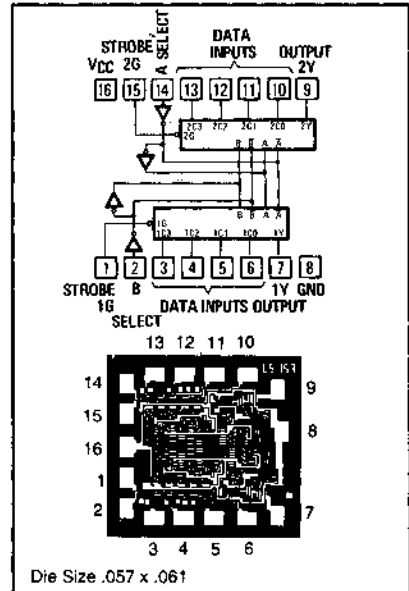 STROBE, A SELECT DATA
VCC 2G INPUTS OUTPUT 2Y
16 15 14 13 12 11 10 9
2C3 2C2 2C1 2C0 2Y
2G
B B A A
B B A A
1G
1C3 1C2 1C1 1C0 1Y
1 2 3 4 5 6 7 8
STROBE B DATA INPUTS OUTPUT 1Y GND
1G
SELECT
13 12 11 10
14 9
15 8
16
1
2 7
3 4 5 6
Die Size .057 x .061